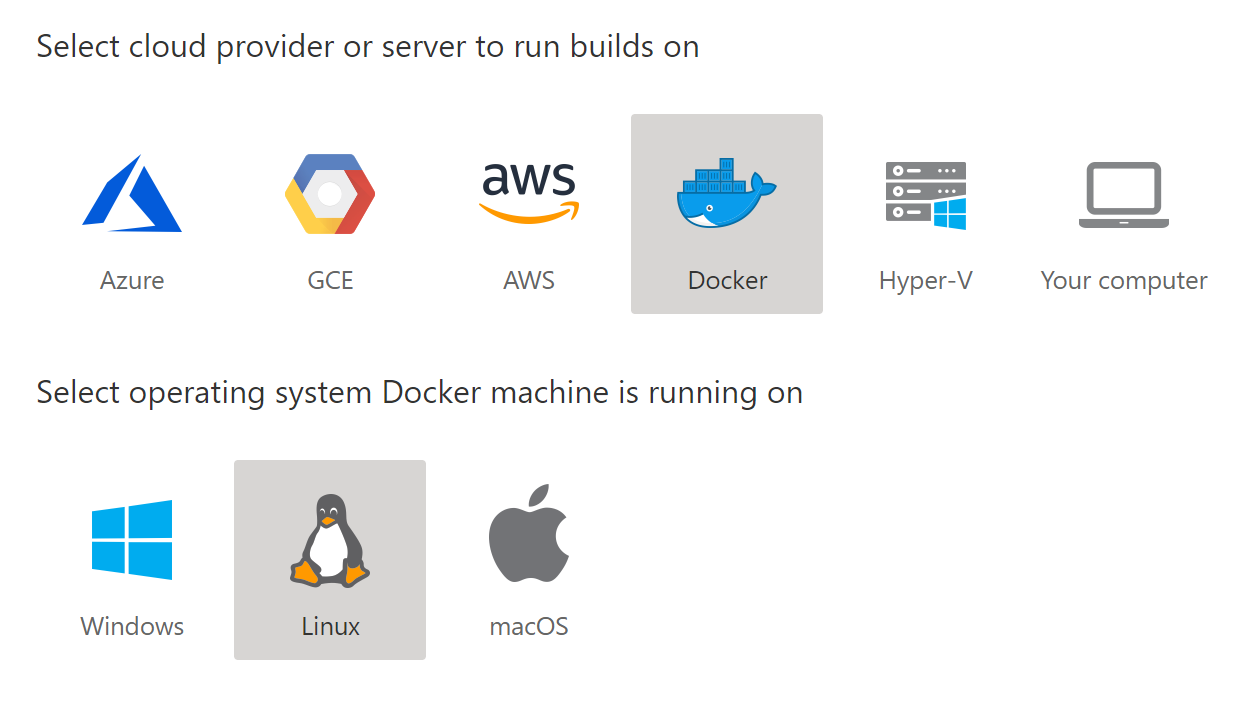 Select cloud provider or server to run builds on
aws
Azure
GCE
AWS
Docker
Hyper-V
Your computer
Select operating system Docker machine is running on
Windows
Linux
macOS